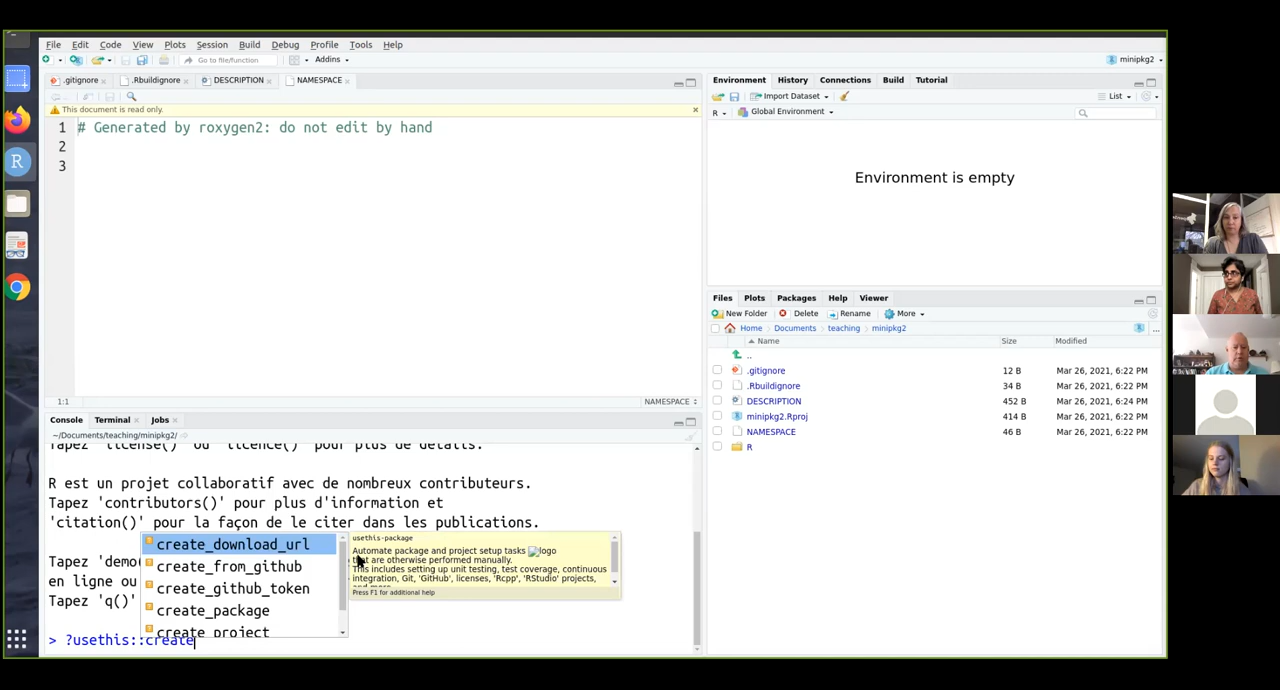 File Edit Code View Plots Session Build Debug Profile Tools Help
Go to file/function Addins minipkg2
.gitignore .Rbuildignore DESCRIPTION NAMESPACE
This document is read only.
1 # Generated by roxygen2: do not edit by hand
2
3
1:1 NAMESPACE
Console Terminal Jobs
~/Documents/teaching/minipkg2/
Tapez 'license()' ou 'licence()' pour plus de détails.
R est un projet collaboratif avec de nombreux contributeurs.
Tapez 'contributors()' pour plus d'information et
'citation()' pour la façon de le citer dans les publications.
Tapez 'demo
en ligne ou
Tapez 'q()'
create_download_url
create_from_github
create_github_token
create_package
create_project
usethis-package
Automate package and project setup tasks logo
that are otherwise performed manually.
This includes setting up unit testing, test coverage, continuous
integration, Git, 'GitHub', licenses, 'Rcpp', 'RStudio' projects,
Press F1 for additional help
> ?usethis::create
Environment History Connections Build Tutorial
Import Dataset List
R Global Environment
Environment is empty
Files Plots Packages Help Viewer
New Folder Delete Rename More
Home Documents teaching minipkg2 R ...
Name Size Modified
..
.gitignore 12 B Mar 26, 2021, 6:22 PM
.Rbuildignore 34 B Mar 26, 2021, 6:22 PM
DESCRIPTION 452 B Mar 26, 2021, 6:24 PM
minipkg2.Rproj 414 B Mar 26, 2021, 6:22 PM
NAMESPACE 46 B Mar 26, 2021, 6:22 PM
R